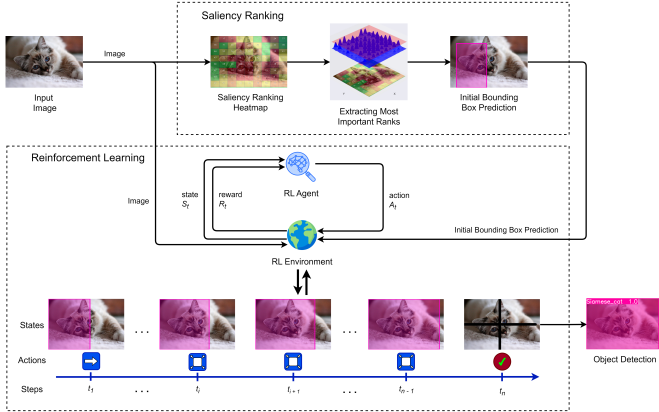 Saliency Ranking
Image
Input
Image
Saliency Ranking
Heatmap
Extracting Most
Important Ranks
Initial Bounding
Box Prediction
Reinforcement Learning
state
S_t
reward
R_t
RL Agent
action
A_t
Image
Initial Bounding Box Prediction
RL Environment
States
Siamese_cat 1.0
Object Detection
Actions
Steps
t_1
. . .
t_i
t_i+1
. . .
t_n-1
t_n